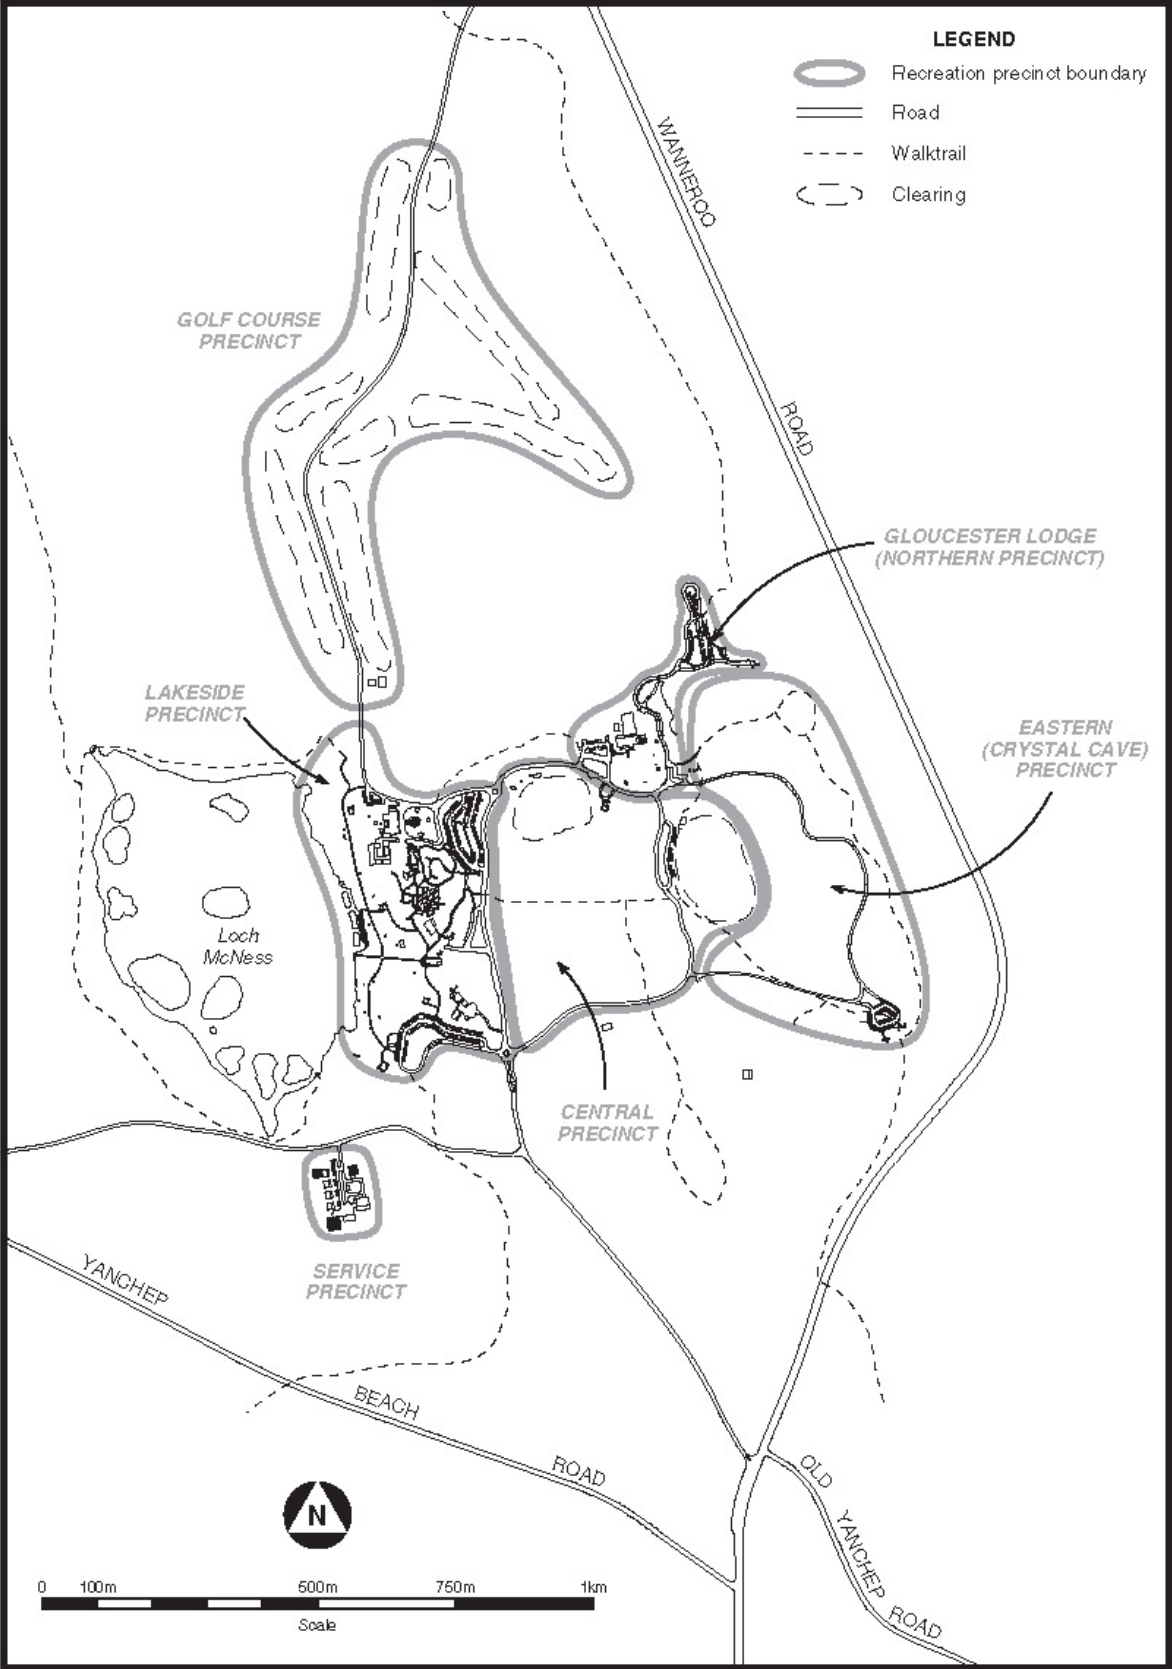 LEGEND
Recreation precinct boundary
Road
Walktrail
Clearing
WANNEROO
ROAD
GOLF COURSE
PRECINCT
GLOUCESTER LODGE
(NORTHERN PRECINCT)
LAKESIDE
PRECINCT
EASTERN
(CRYSTAL CAVE)
PRECINCT
Loch
McNess
CENTRAL
PRECINCT
SERVICE
PRECINCT
YANCHEP
BEACH
ROAD
OLD
YANCHEP
ROAD
N
0 100m 500m 750m 1km
Scale